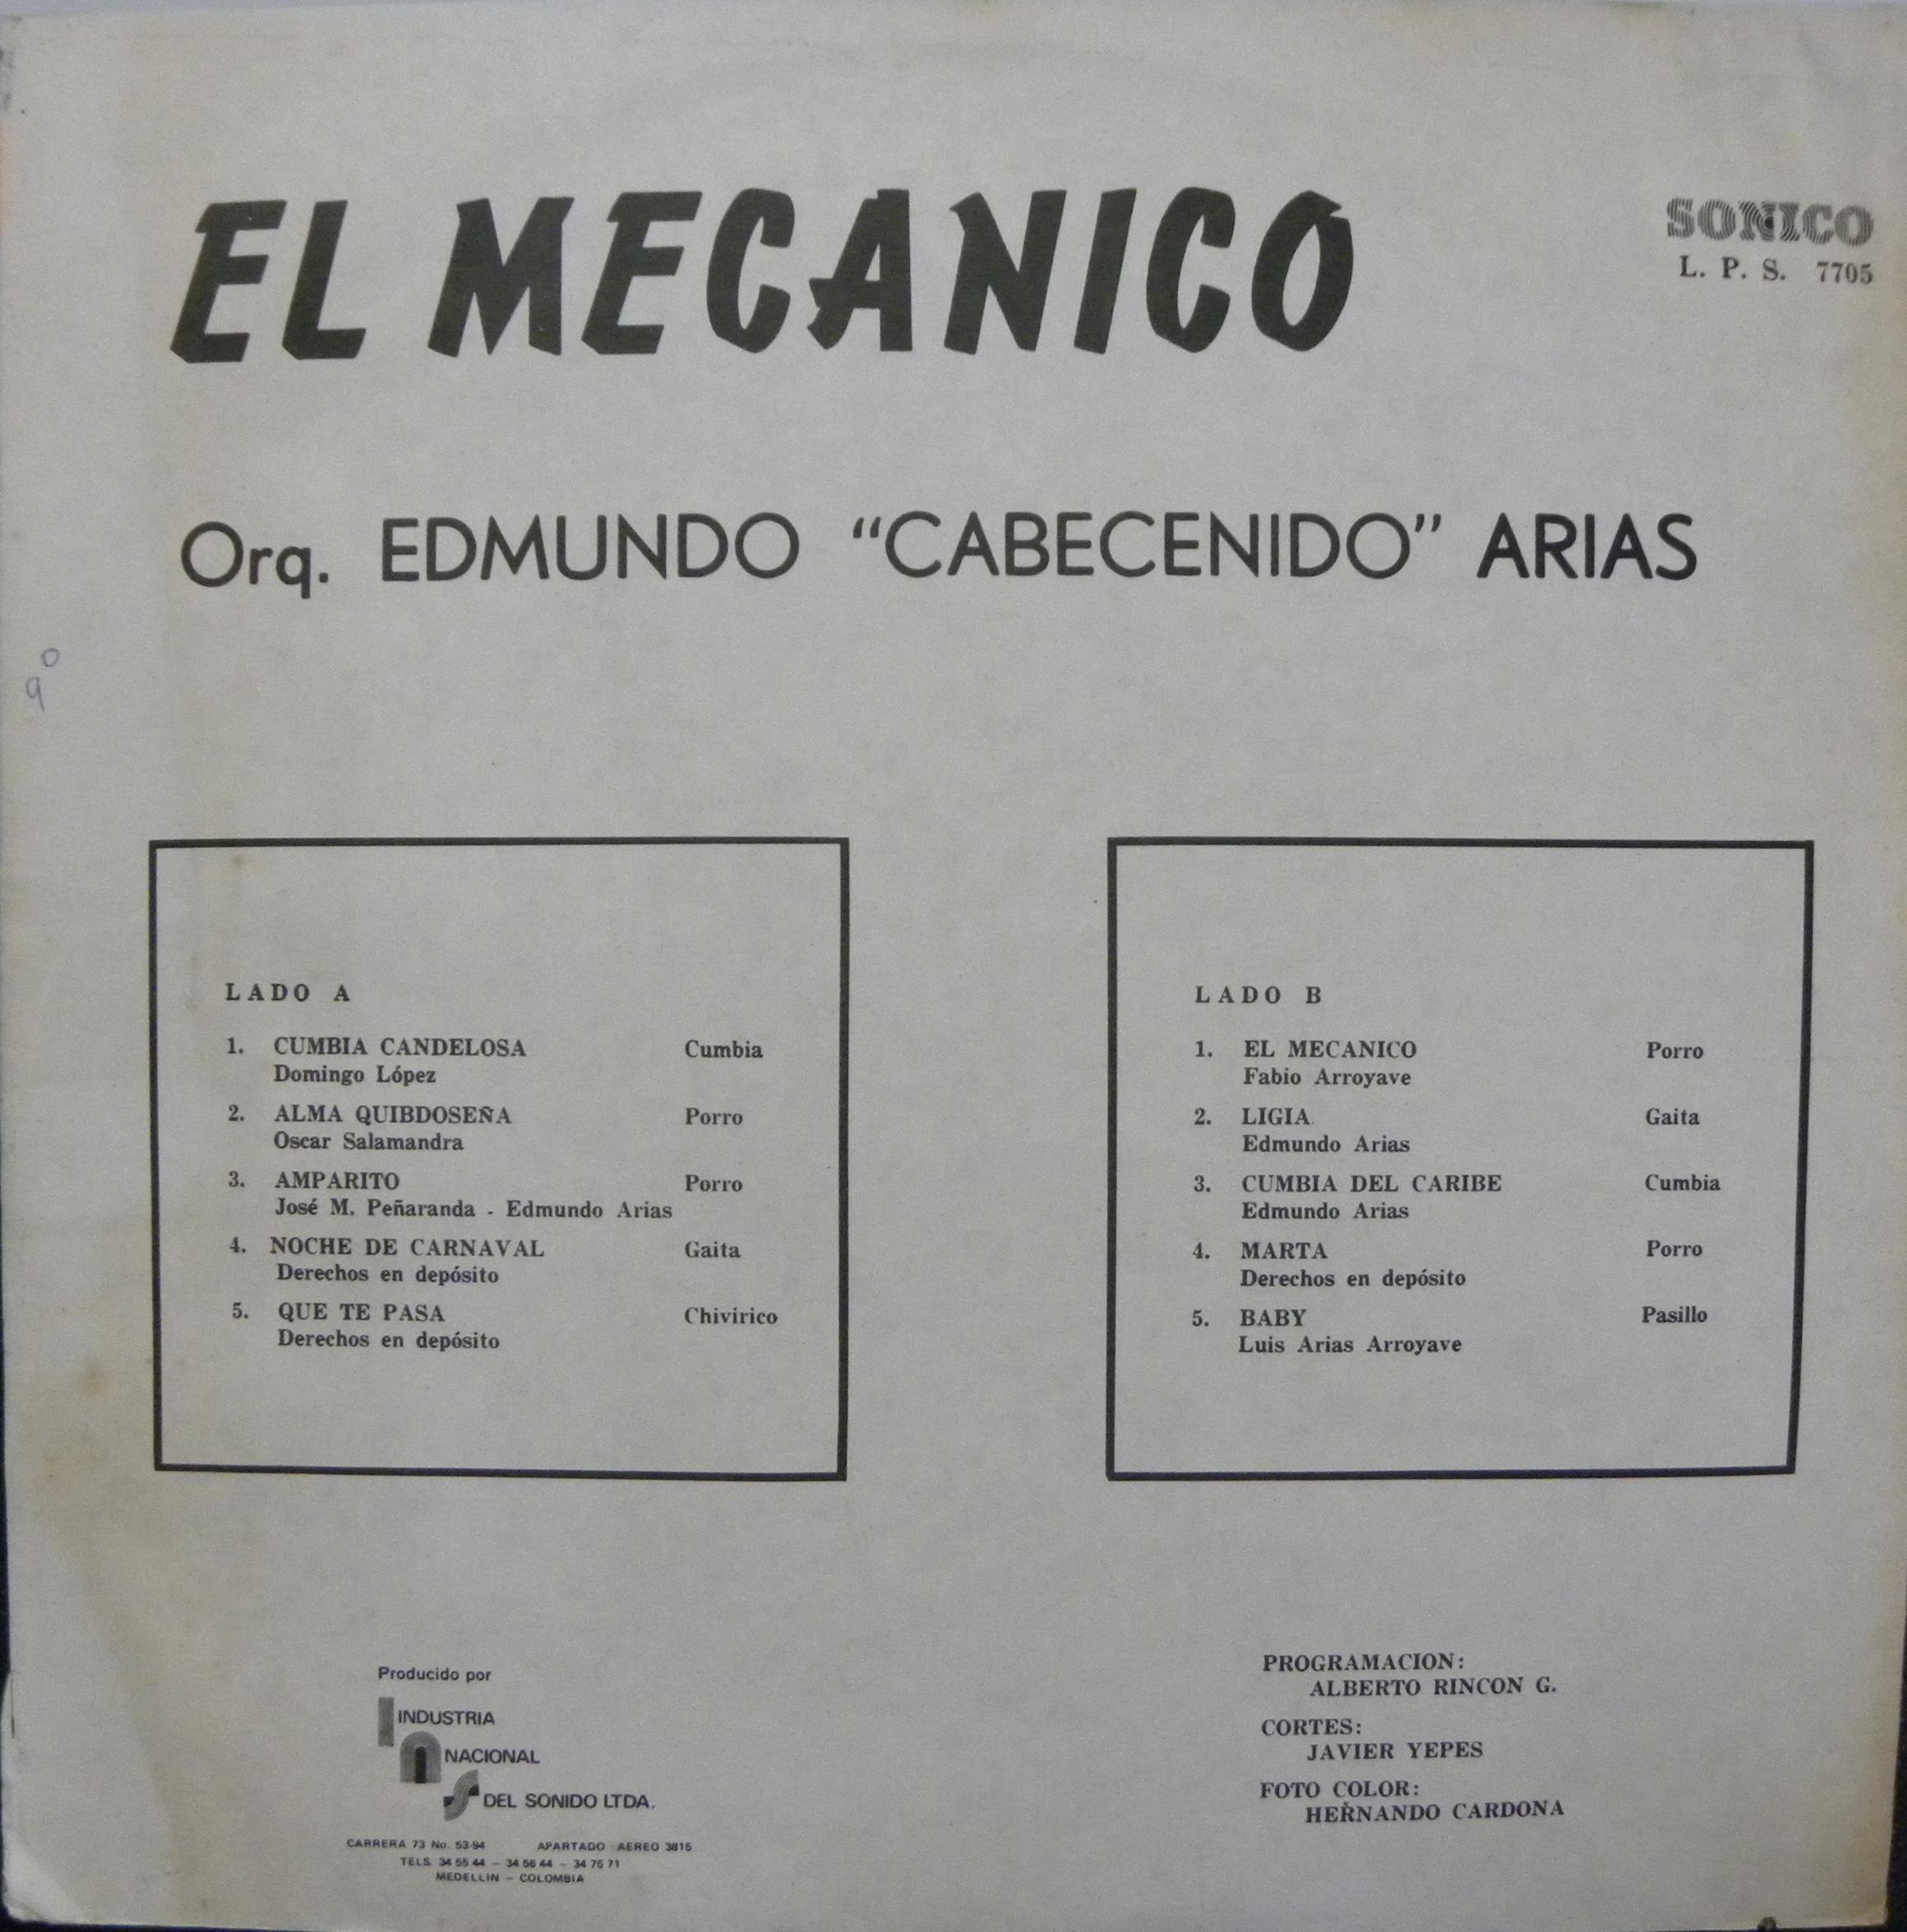 EL MECANICO
SONICO
L. P. S. 7705
Orq. EDMUNDO "CABECENIDO" ARIAS
o
9
LADO A
1. CUMBIA CANDELOSA Cumbia
Domingo López
2. ALMA QUIBDOSEÑA Porro
Oscar Salamandra
3. AMPARITO Porro
José M. Peñaranda - Edmundo Arias
4. NOCHE DE CARNAVAL Gaita
Derechos en depósito
5. QUE TE PASA Chivirico
Derechos en depósito
LADO B
1. EL MECANICO Porro
Fabio Arroyave
2. LIGIA Gaita
Edmundo Arias
3. CUMBIA DEL CARIBE Cumbia
Edmundo Arias
4. MARTA Porro
Derechos en depósito
5. BABY Pasillo
Luis Arias Arroyave
Producido por
INDUSTRIA
NACIONAL
DEL SONIDO LTDA.
CARRERA 73 No. 53-94 APARTADO AEREO 3815
TELS. 34 55 44 - 34 56 44 - 34 75 71
MEDELLIN - COLOMBIA
PROGRAMACION:
ALBERTO RINCON G.
CORTES:
JAVIER YEPES
FOTO COLOR:
HERNANDO CARDONA